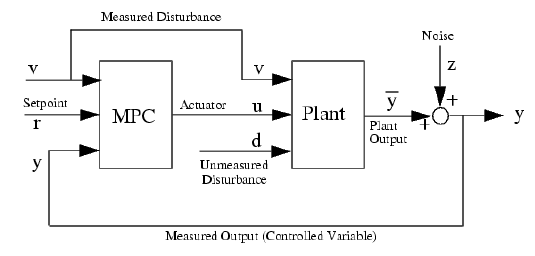 Measured Disturbance
Noise
v
v
z
Setpoint
MPC
Actuator
u
Plant
y
+
y
r
Plant
Output
+
y
d
Unmeasured
Disturbance
Measured Output (Controlled Variable)